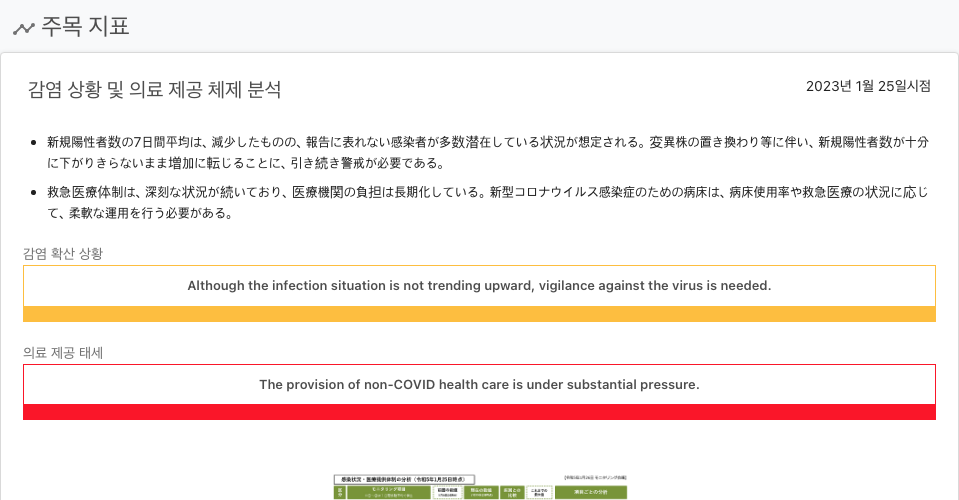 주목 지표
감염 상황 및 의료 제공 체제 분석
2023년 1월 25일시점
新規陽性者数の7日間平均は、減少したものの、報告に表れない感染者が多数潜在している状況が想定される。変異株の置き換わり等に伴い、新規陽性者数が十分
に下がりきらないまま増加に転じることに、引き続き警戒が必要である。
救急医療体制は、深刻な状況が続いており、医療機関の負担は長期化している。新型コロナウイルス感染症のための病床は、病床使用率や救急医療の状況に応じ
て、柔軟な運用を行う必要がある。
감염 확산 상황
Although the infection situation is not trending upward, vigilance against the virus is needed.
의료 제공 태세
The provision of non-COVID health care is under substantial pressure.
感染状況・医療提供体制の分析（令和5年1月25日時点）